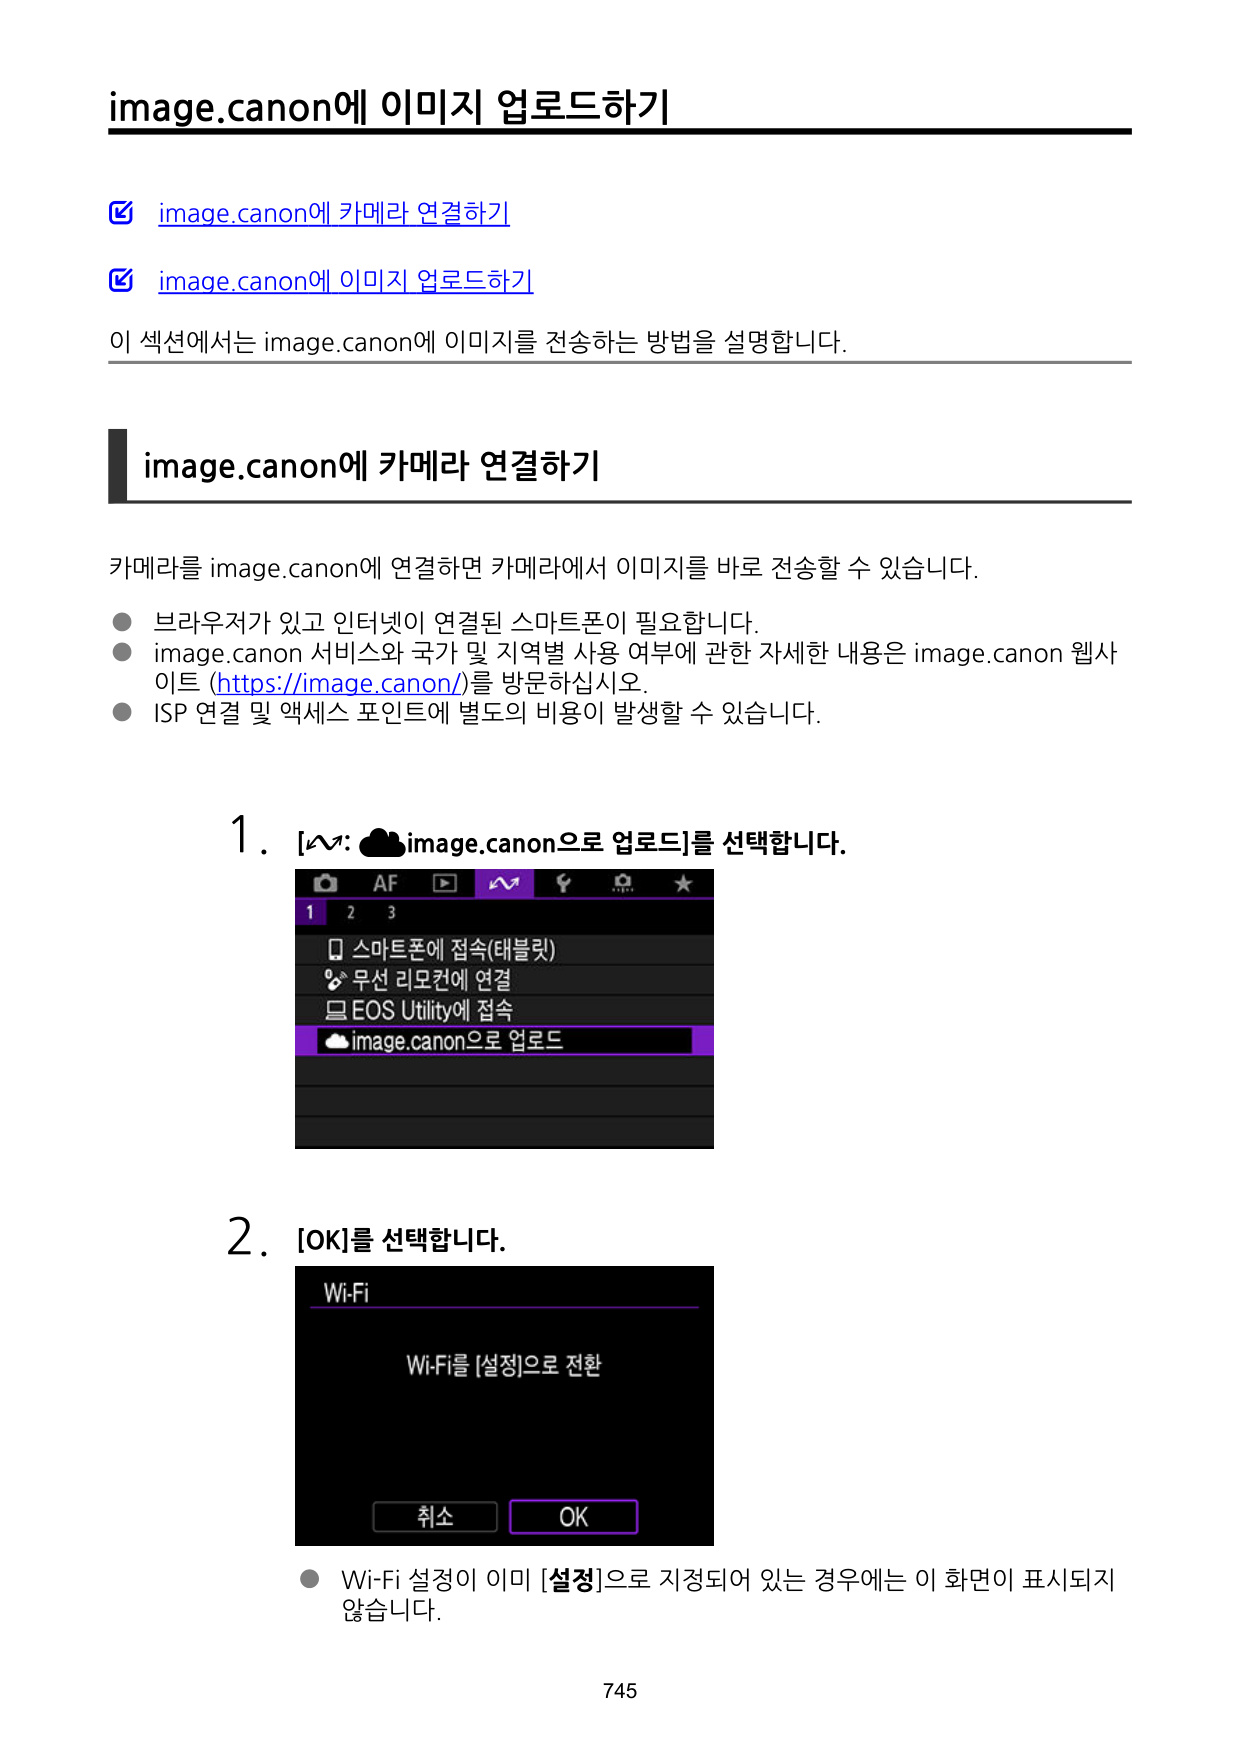 image.canon에 이미지 업로드하기
image.canon에 카메라 연결하기
image.canon에 이미지 업로드하기
이 섹션에서는 image.canon에 이미지를 전송하는 방법을 설명합니다.
image.canon에 카메라 연결하기
카메라를 image.canon에 연결하면 카메라에서 이미지를 바로 전송할 수 있습니다.
● 브라우저가 있고 인터넷이 연결된 스마트폰이 필요합니다.
● image.canon 서비스와 국가 및 지역별 사용 여부에 관한 자세한 내용은 image.canon 웹사
이트 (https://image.canon/)를 방문하십시오.
● ISP 연결 및 액세스 포인트에 별도의 비용이 발생할 수 있습니다.
1. [: image.canon으로 업로드]를 선택합니다.
AF
1 2 3
스마트폰에 접속(태블릿)
무선 리모컨에 연결
EOS Utility에 접속
image.canon으로 업로드
2. [OK]를 선택합니다.
Wi-Fi
Wi-Fi를 [설정]으로 전환
취소 OK
● Wi-Fi 설정이 이미 [설정]으로 지정되어 있는 경우에는 이 화면이 표시되지
않습니다.
745